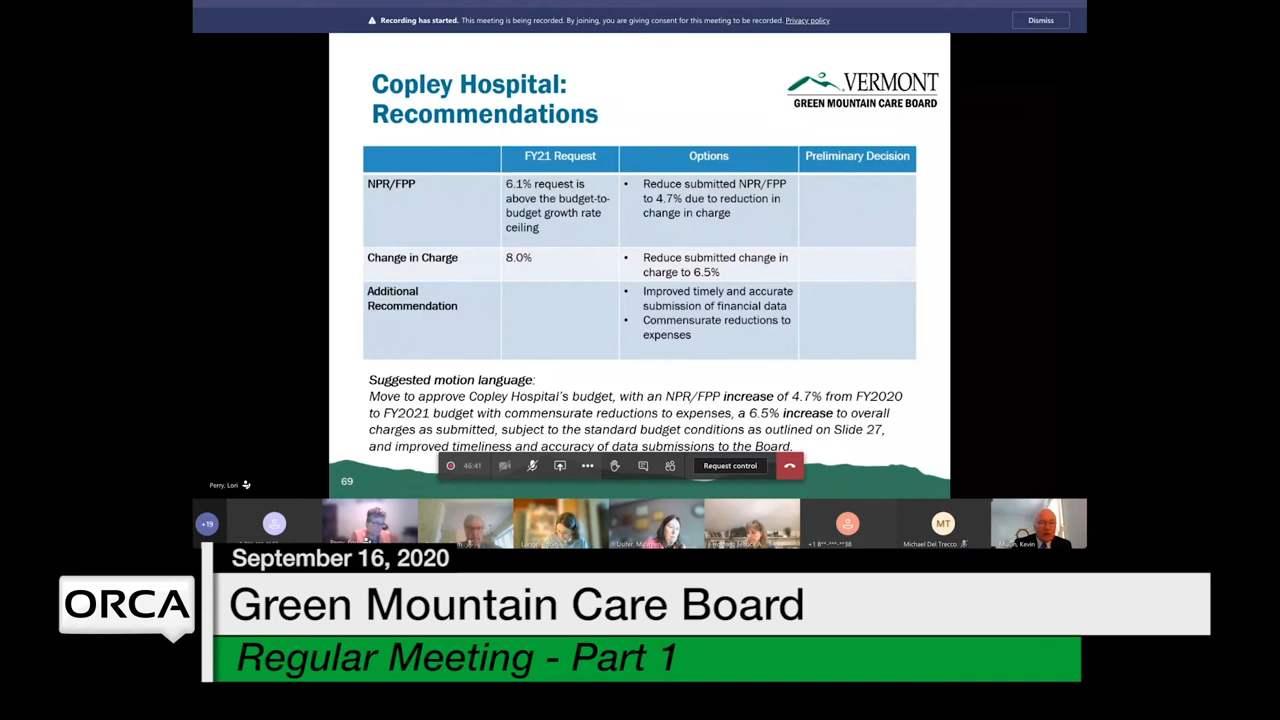 Recording has started. This meeting is being recorded. By joining, you are giving consent for this meeting to be recorded. Privacy policy
Dismiss
Copley Hospital:
Recommendations
VERMONT
GREEN MOUNTAIN CARE BOARD
FY21 Request
Options
Preliminary Decision
NPR/FPP
6.1% request is
above the budget-to-
budget growth rate
ceiling
• Reduce submitted NPR/FPP
to 4.7% due to reduction in
change in charge
Change in Charge
8.0%
• Reduce submitted change in
charge to 6.5%
Additional
Recommendation
• Improved timely and accurate
submission of financial data
• Commensurate reductions to
expenses
Suggested motion language:
Move to approve Copley Hospital's budget, with an NPR/FPP increase of 4.7% from FY2020
to FY2021 budget with commensurate reductions to expenses, a 6.5% increase to overall
charges as submitted, subject to the standard budget conditions as outlined on Slide 27,
and improved timeliness and accuracy of data submissions to the Board.
46:41
Request control
Perry, Lori
69
+19
MT
Michael Del Trecco
Kevin
September 16, 2020
ORCA
Green Mountain Care Board
Regular Meeting - Part 1